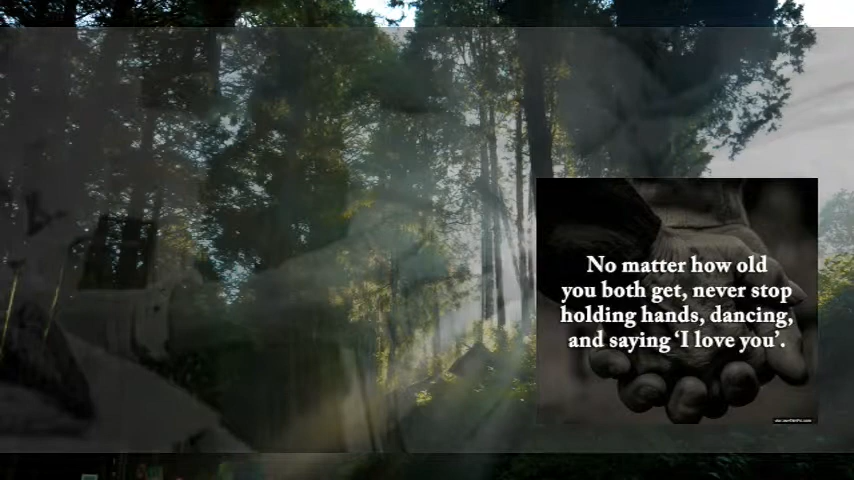 No matter how old
you both get, never stop
holding hands, dancing,
and saying ‘I love you’.